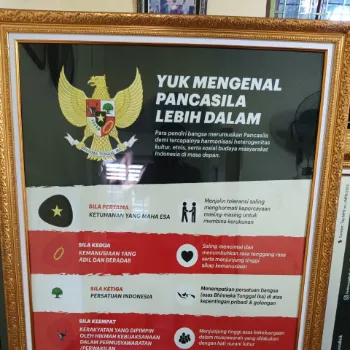 YUK MENGENAL
PANCASILA
LEBIH DALAM
Para pendiri bangsa merumuskan Pancasila
demi tercapainya harmonisasi heterogenitas
kultur, etnis, serta sosial budaya masyarakat
Indonesia di masa depan.
SILA PERTAMA
KETUHANAN YANG MAHA ESA
Menjalin toleransi saling
menghormati kepercayaan
masing-masing untuk
membina kerukunan
SILA KEDUA
KEMANUSIAAN YANG
ADIL DAN BERADAB
Saling mencintai dan
menumbuhkan rasa tenggang rasa
serta menjunjung tinggi
sikap kemanusiaan
SILA KETIGA
PERSATUAN INDONESIA
Menempatkan persatuan bangsa
(asas Bhineka Tunggal Ika) di atas
kepentingan pribadi & golongan
SILA KEEMPAT
KERAKYATAN YANG DIPIMPIN
OLEH HIKMAH KEBIJAKSANAAN
DALAM PERMUSYAWARATAN
/PERWAKILAN
Menjunjung tinggi asas kekeluargaan
dalam musyawarah yang dilakukan
dengan hati nurani luhur